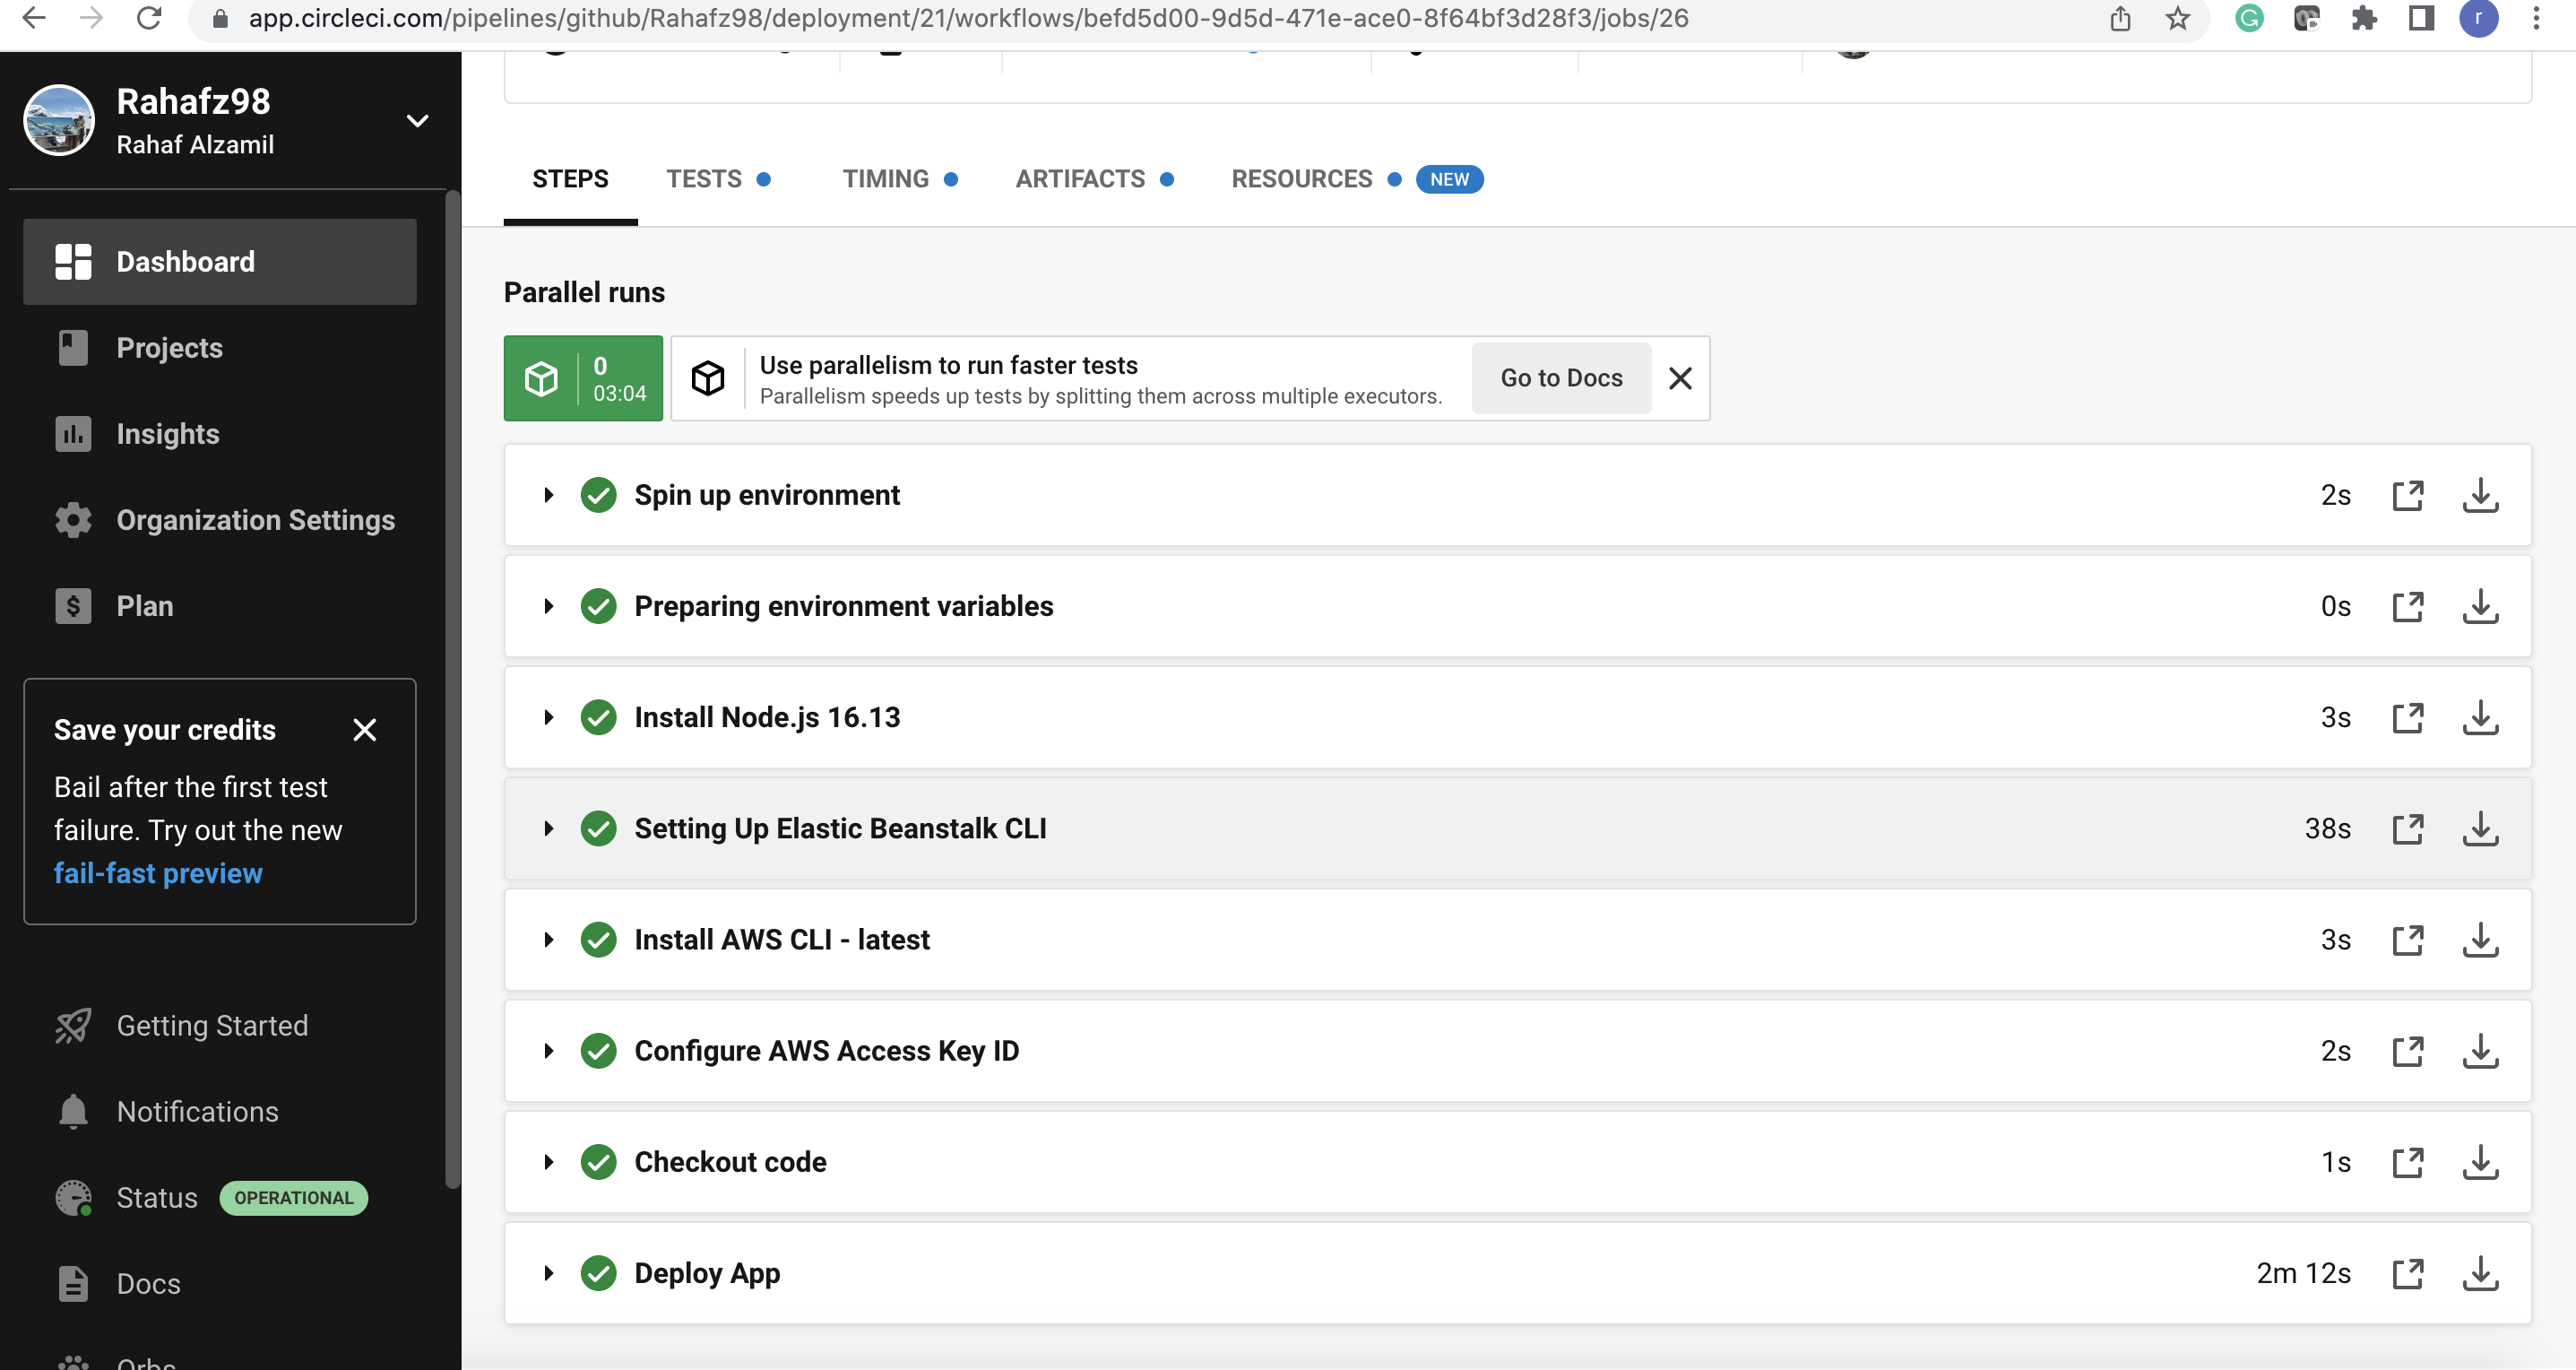 app.circleci.com/pipelines/github/Rahafz98/deployment/21/workflows/befd5d00-9d5d-471e-ace0-8f64bf3d28f3/jobs/26
r
Rahafz98
Rahaf Alzamil
Dashboard
Projects
Insights
Organization Settings
Plan
Save your credits
Bail after the first test
failure. Try out the new
fail-fast preview
Getting Started
Notifications
Status OPERATIONAL
Docs
Orbs
STEPS TESTS TIMING ARTIFACTS RESOURCES NEW
Parallel runs
0
03:04
Use parallelism to run faster tests
Parallelism speeds up tests by splitting them across multiple executors.
Go to Docs
Spin up environment 2s
Preparing environment variables 0s
Install Node.js 16.13 3s
Setting Up Elastic Beanstalk CLI 38s
Install AWS CLI - latest 3s
Configure AWS Access Key ID 2s
Checkout code 1s
Deploy App 2m 12s